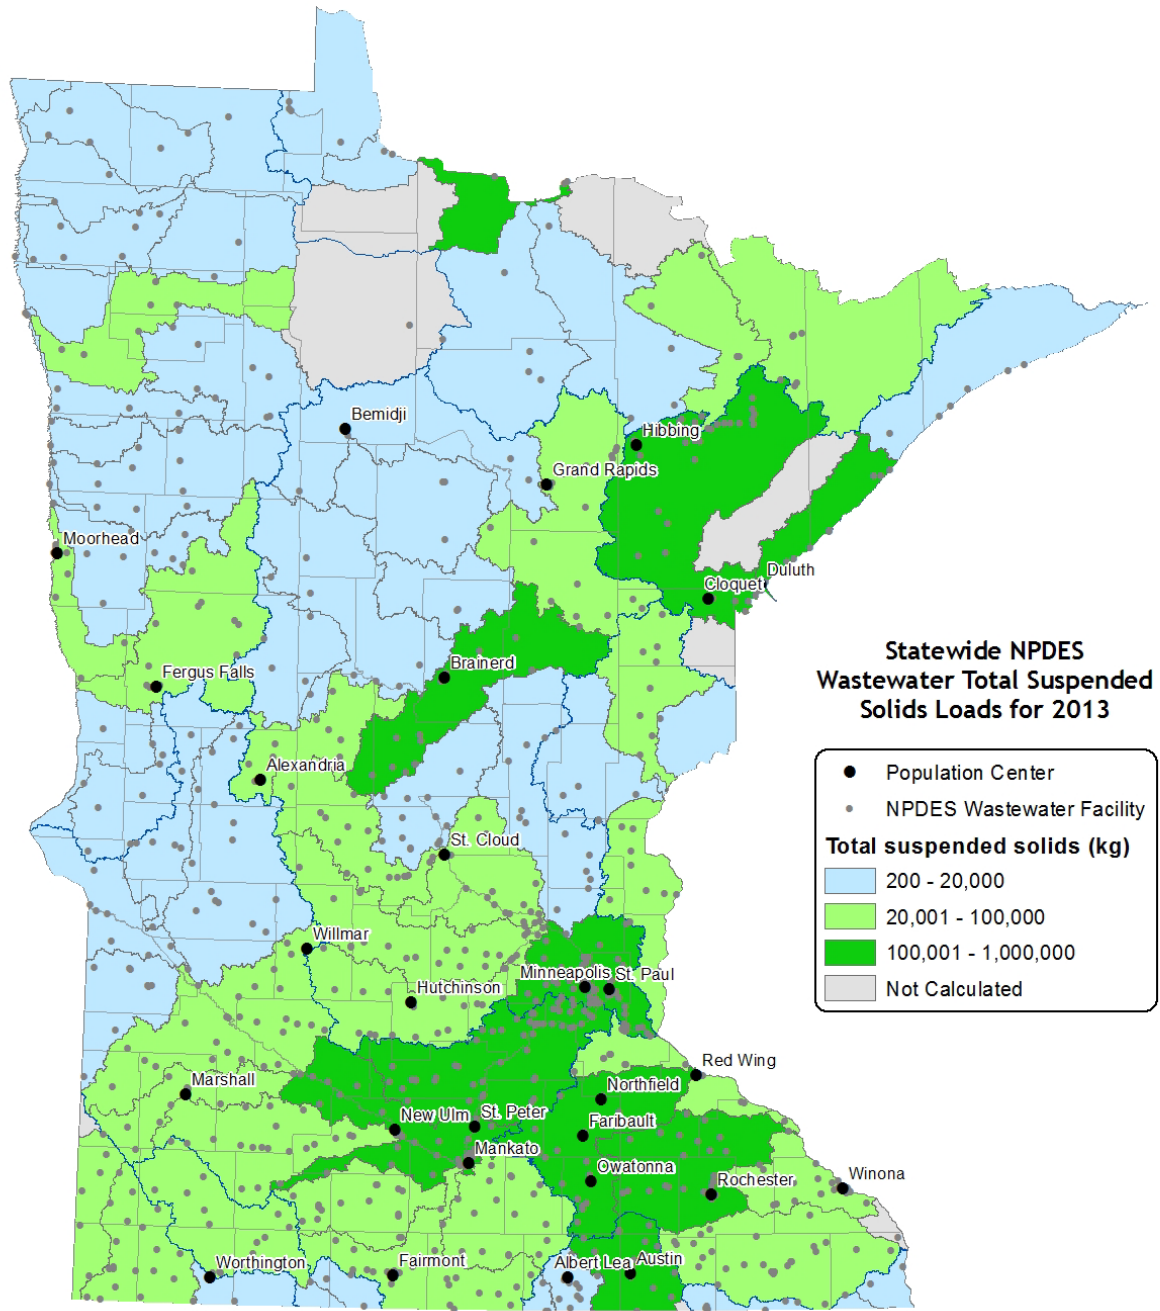 Bemidji
Hibbing
Grand Rapids
Moorhead
Duluth
Cloquet
Brainerd
Fergus Falls
Alexandria
St. Cloud
Willmar
Minneapolis
St. Paul
Hutchinson
Red Wing
Marshall
Northfield
New Ulm
St. Peter
Faribault
Mankato
Owatonna
Rochester
Winona
Worthington
Fairmont
Albert Lea
Austin
Statewide NPDES
Wastewater Total Suspended
Solids Loads for 2013
Population Center
NPDES Wastewater Facility
Total suspended solids (kg)
200 - 20,000
20,001 - 100,000
100,001 - 1,000,000
Not Calculated